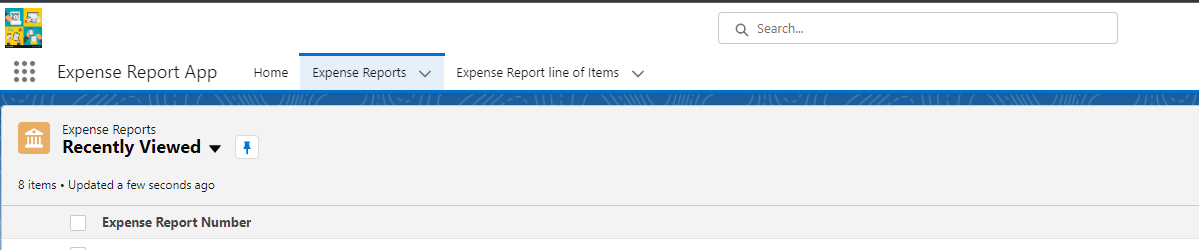 Search...
Expense Report App
Home
Expense Reports
Expense Report line of Items
Expense Reports
Recently Viewed
8 items • Updated a few seconds ago
Expense Report Number